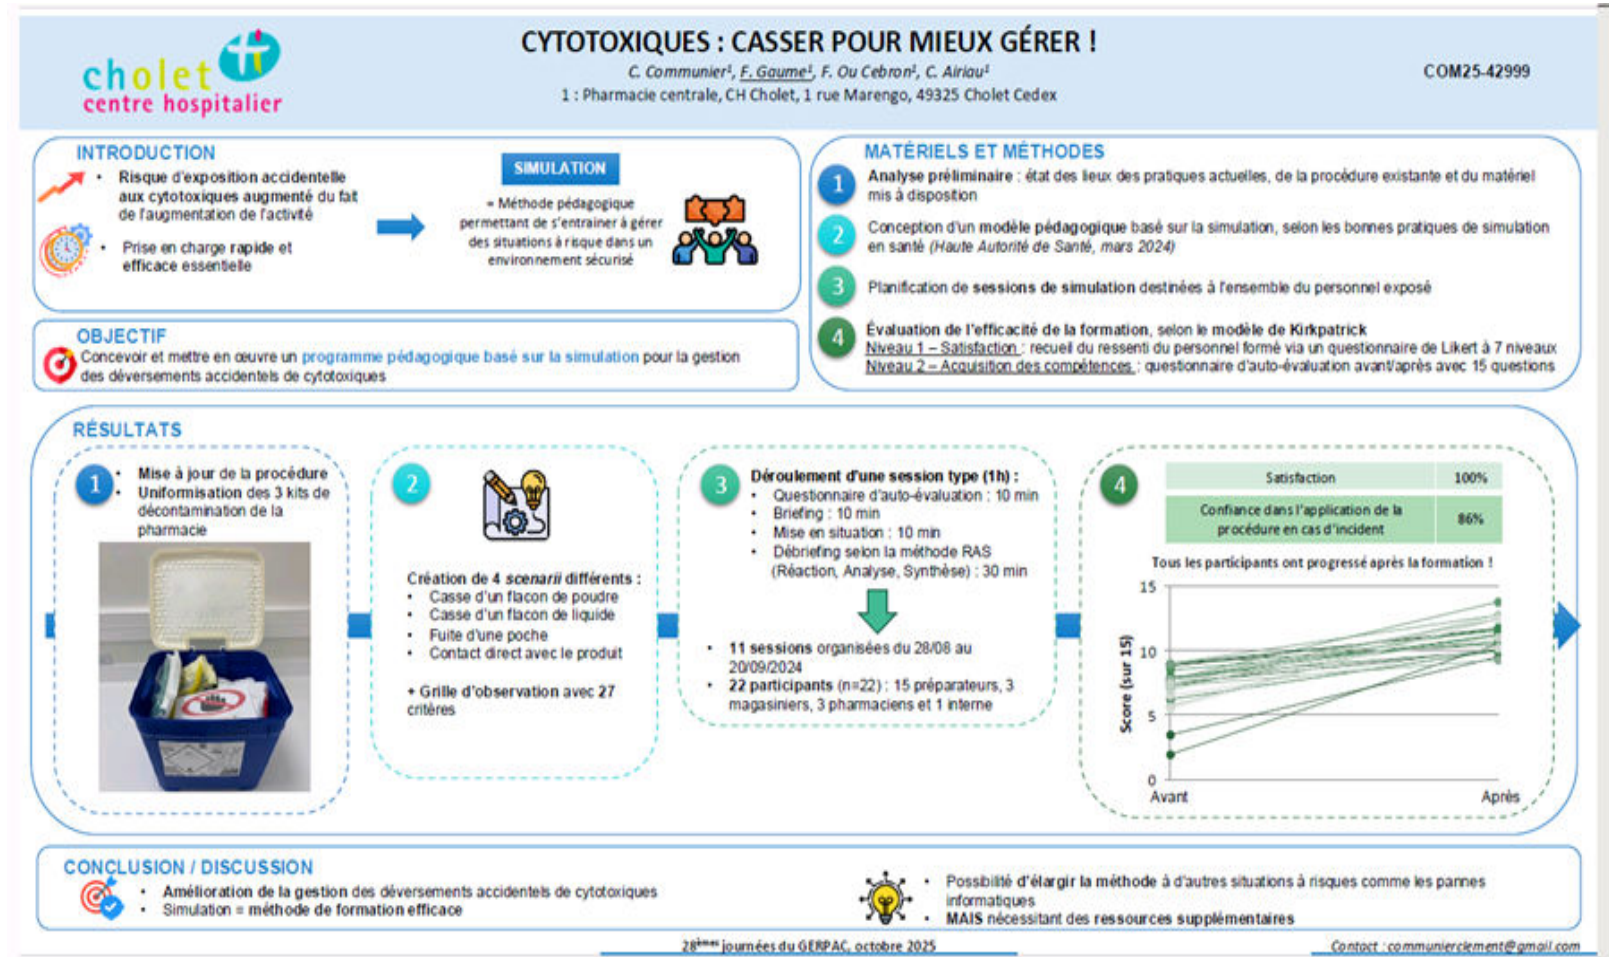 cholet
centre hospitalier
CYTOTOXIQUES : CASSER POUR MIEUX GÉRER !
C. Communier¹, F. Gaume¹, F. Ou Cebron¹, C. Airiau¹
1 : Pharmacie centrale, CH Cholet, 1 rue Marengo, 49325 Cholet Cedex
COM25-42999
INTRODUCTION
• Risque d'exposition accidentelle
aux cytotoxiques augmenté du fait
de l'augmentation de l'activité
• Prise en charge rapide et
efficace essentielle
SIMULATION
= Méthode pédagogique
permettant de s'entrainer à gérer
des situations à risque dans un
environnement sécurisé
OBJECTIF
Concevoir et mettre en œuvre un programme pédagogique basé sur la simulation pour la gestion
des déversements accidentels de cytotoxiques
MATÉRIELS ET MÉTHODES
1
Analyse préliminaire : état des lieux des pratiques actuelles, de la procédure existante et du matériel
mis à disposition
2
Conception d'un modèle pédagogique basé sur la simulation, selon les bonnes pratiques de simulation
en santé (Haute Autorité de Santé, mars 2024)
3
Planification de sessions de simulation destinées à l'ensemble du personnel exposé
4
Évaluation de l'efficacité de la formation, selon le modèle de Kirkpatrick
Niveau 1 – Satisfaction : recueil du ressenti du personnel formé via un questionnaire de Likert à 7 niveaux
Niveau 2 – Acquisition des compétences : questionnaire d'auto-évaluation avant/après avec 15 questions
RÉSULTATS
1
• Mise à jour de la procédure
• Uniformisation des 3 kits de
décontamination de la
pharmacie
2
Création de 4 scenarii différents :
• Casse d'un flacon de poudre
• Casse d'un flacon de liquide
• Fuite d'une poche
• Contact direct avec le produit
+ Grille d'observation avec 27
critères
3
Déroulement d'une session type (1h) :
• Questionnaire d'auto-évaluation : 10 min
• Briefing : 10 min
• Mise en situation : 10 min
• Débriefing selon la méthode RAS
(Réaction, Analyse, Synthèse) : 30 min
• 11 sessions organisées du 28/08 au
20/09/2024
• 22 participants (n=22) : 15 préparateurs, 3
magasiniers, 3 pharmaciens et 1 interne
4
Satisfaction 100%
Confiance dans l'application de la
procédure en cas d'incident 86%
Tous les participants ont progressé après la formation !
Score (sur 15)
15
10
5
0
Avant Après
CONCLUSION / DISCUSSION
• Amélioration de la gestion des déversements accidentels de cytotoxiques
• Simulation = méthode de formation efficace
• Possibilité d'élargir la méthode à d'autres situations à risques comme les pannes
informatiques
• MAIS nécessitant des ressources supplémentaires
28èmes journées du GERPAC, octobre 2025
Contact : communierclement@gmail.com